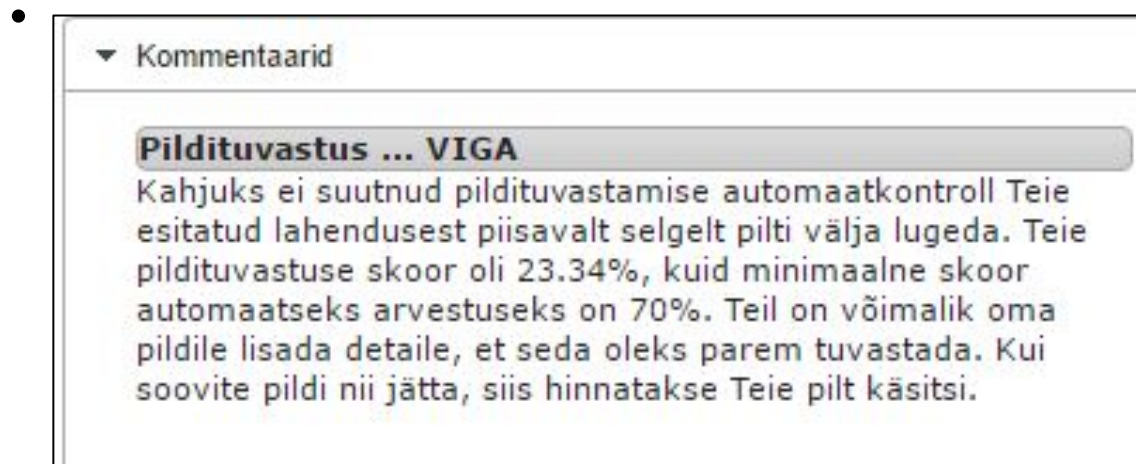 Kommentaarid
Pildituvastus ... VIGA
Kahjuks ei suutnud pildituvastamise automaatkontroll Teie
esitatud lahendusest piisavalt selgelt pilti välja lugeda. Teie
pildituvastuse skoor oli 23.34%, kuid minimaalne skoor
automaatseks arvestuseks on 70%. Teil on võimalik oma
pildile lisada detaile, et seda oleks parem tuvastada. Kui
soovite pildi nii jätta, siis hinnatakse Teie pilt käsitsi.